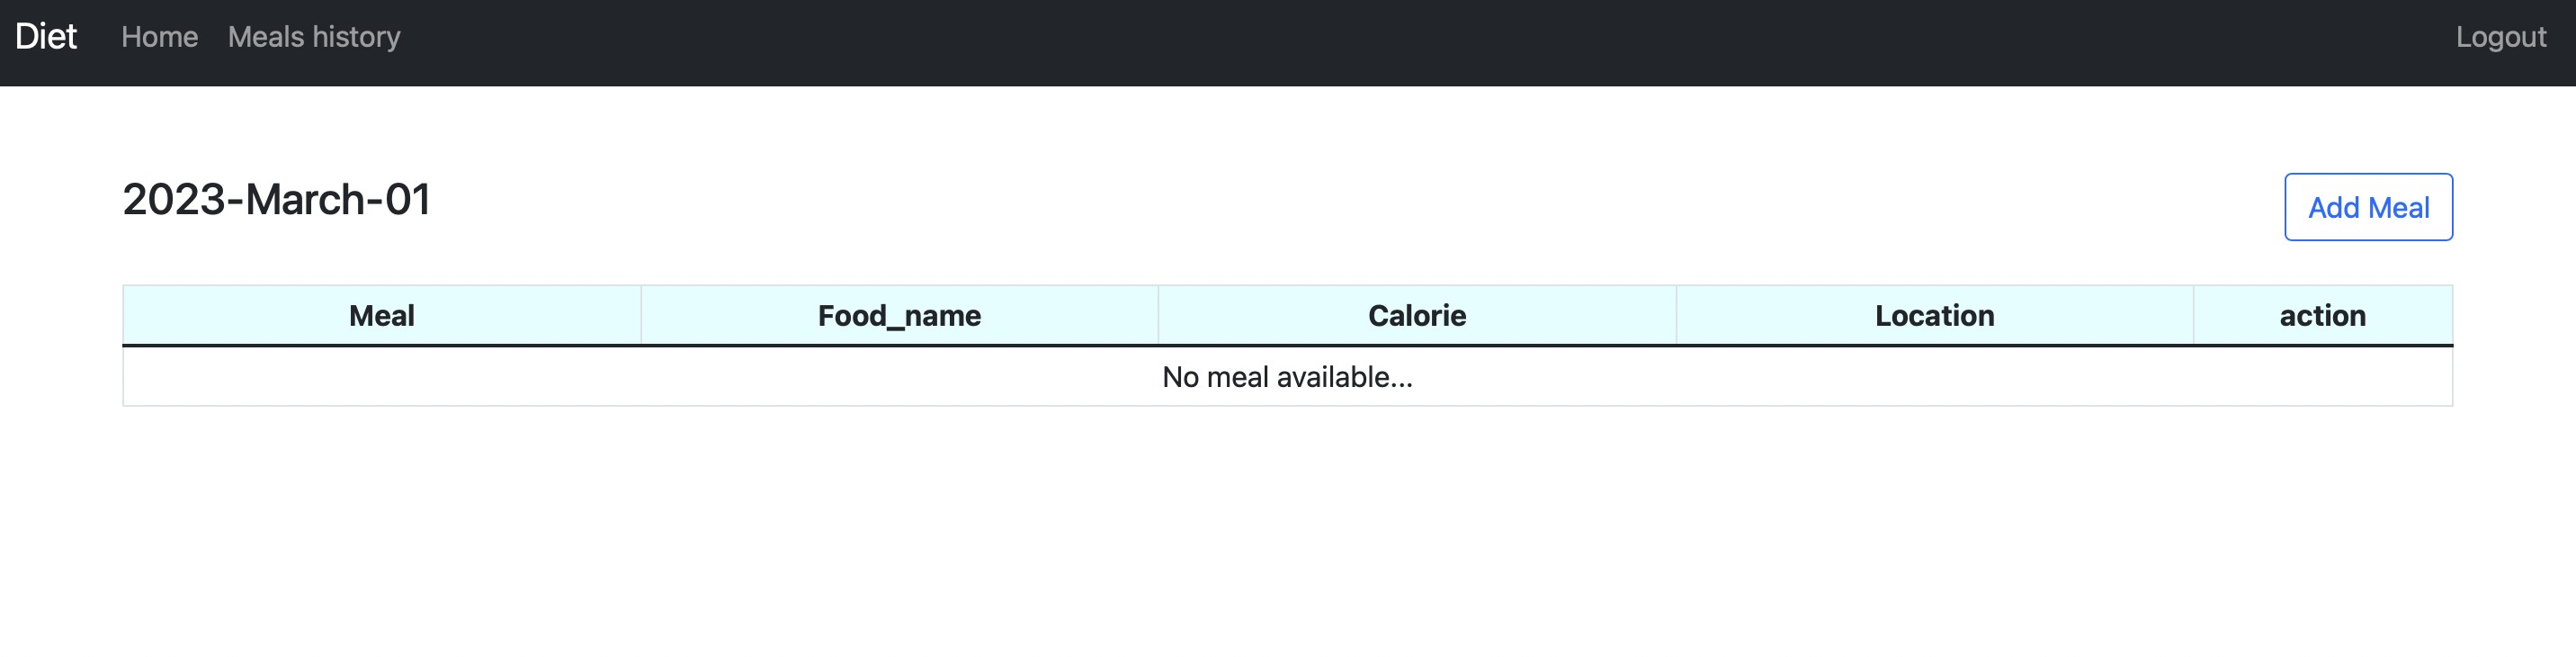 Diet Home Meals history Logout
2023-March-01 Add Meal
Meal Food_name Calorie Location action
No meal available...